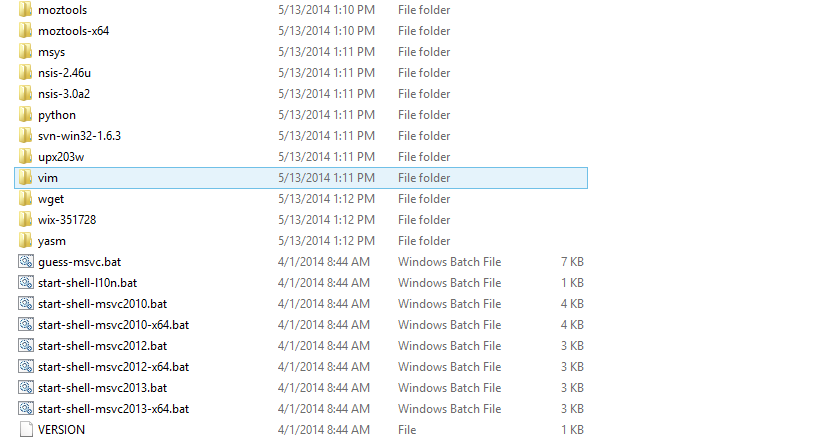 moztools 5/13/2014 1:10 PM File folder
moztools-x64 5/13/2014 1:10 PM File folder
msys 5/13/2014 1:11 PM File folder
nsis-2.46u 5/13/2014 1:11 PM File folder
nsis-3.0a2 5/13/2014 1:11 PM File folder
python 5/13/2014 1:11 PM File folder
svn-win32-1.6.3 5/13/2014 1:11 PM File folder
upx203w 5/13/2014 1:11 PM File folder
vim 5/13/2014 1:11 PM File folder
wget 5/13/2014 1:12 PM File folder
wix-351728 5/13/2014 1:12 PM File folder
yasm 5/13/2014 1:12 PM File folder
guess-msvc.bat 4/1/2014 8:44 AM Windows Batch File 7 KB
start-shell-l10n.bat 4/1/2014 8:44 AM Windows Batch File 1 KB
start-shell-msvc2010.bat 4/1/2014 8:44 AM Windows Batch File 4 KB
start-shell-msvc2010-x64.bat 4/1/2014 8:44 AM Windows Batch File 4 KB
start-shell-msvc2012.bat 4/1/2014 8:44 AM Windows Batch File 3 KB
start-shell-msvc2012-x64.bat 4/1/2014 8:44 AM Windows Batch File 3 KB
start-shell-msvc2013.bat 4/1/2014 8:44 AM Windows Batch File 3 KB
start-shell-msvc2013-x64.bat 4/1/2014 8:44 AM Windows Batch File 3 KB
VERSION 4/1/2014 8:44 AM File 1 KB